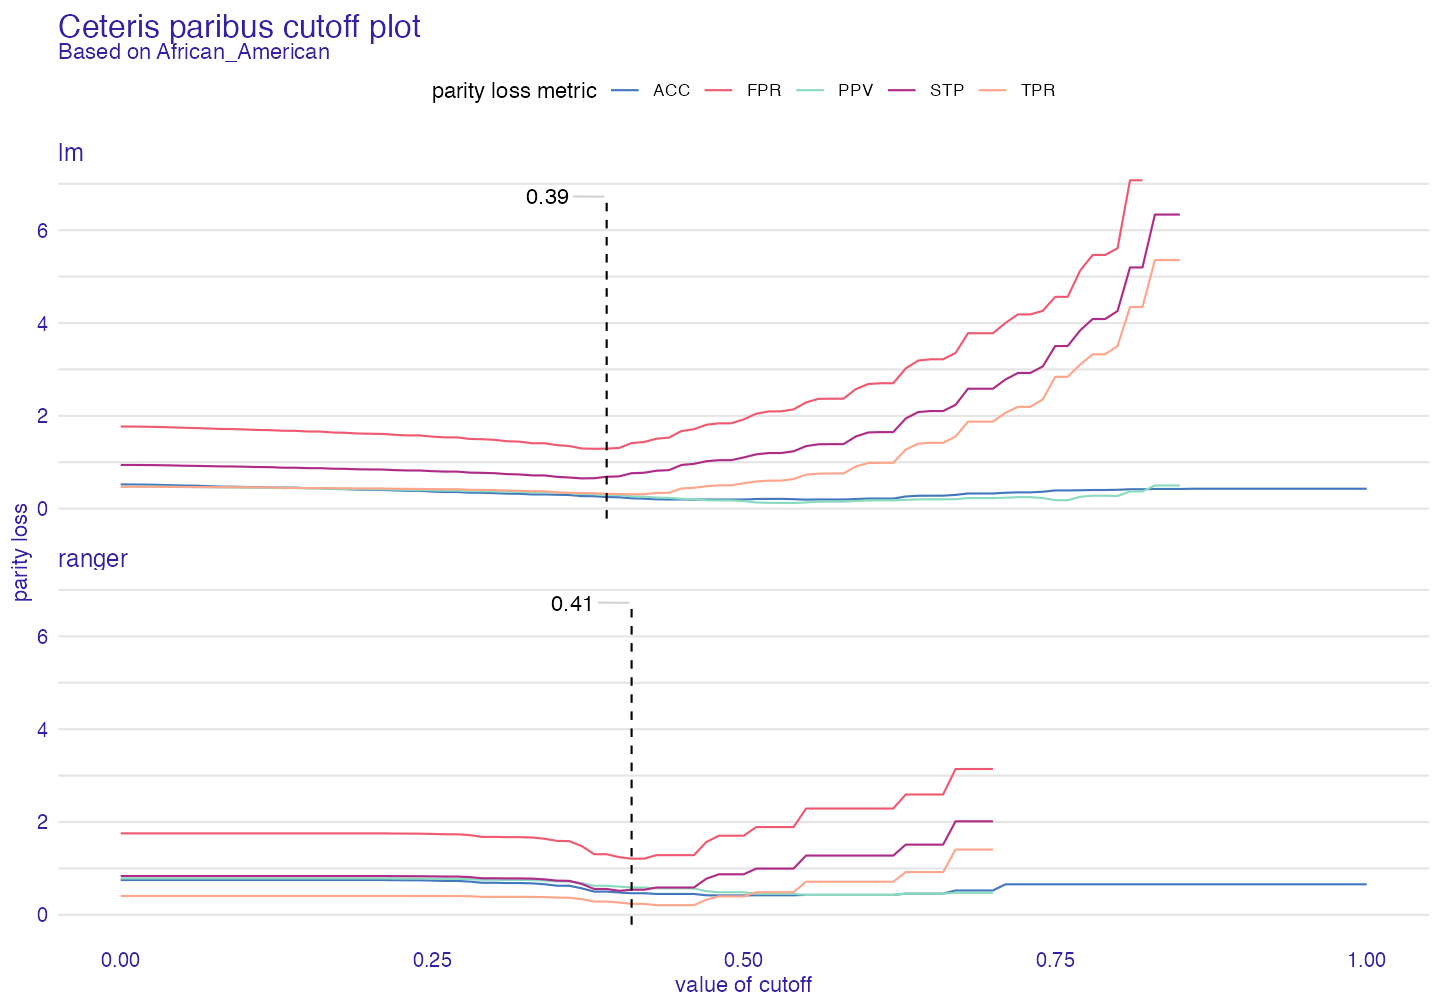 Ceteris paribus cutoff plot
Based on African_American
parity loss metric ACC FPR PPV STP TPR
lm
0.39
6
4
2
0
parity loss
ranger
0.41
6
4
2
0
0.00 0.25 0.50 0.75 1.00
value of cutoff